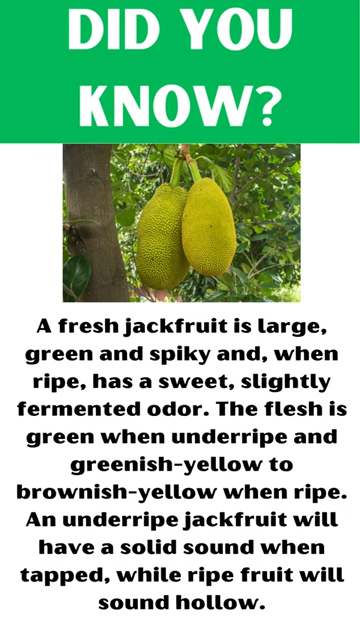 DID YOU
KNOW?
A fresh jackfruit is large,
green and spiky and, when
ripe, has a sweet, slightly
fermented odor. The flesh is
green when underripe and
greenish-yellow to
brownish-yellow when ripe.
An underripe jackfruit will
have a solid sound when
tapped, while ripe fruit will
sound hollow.